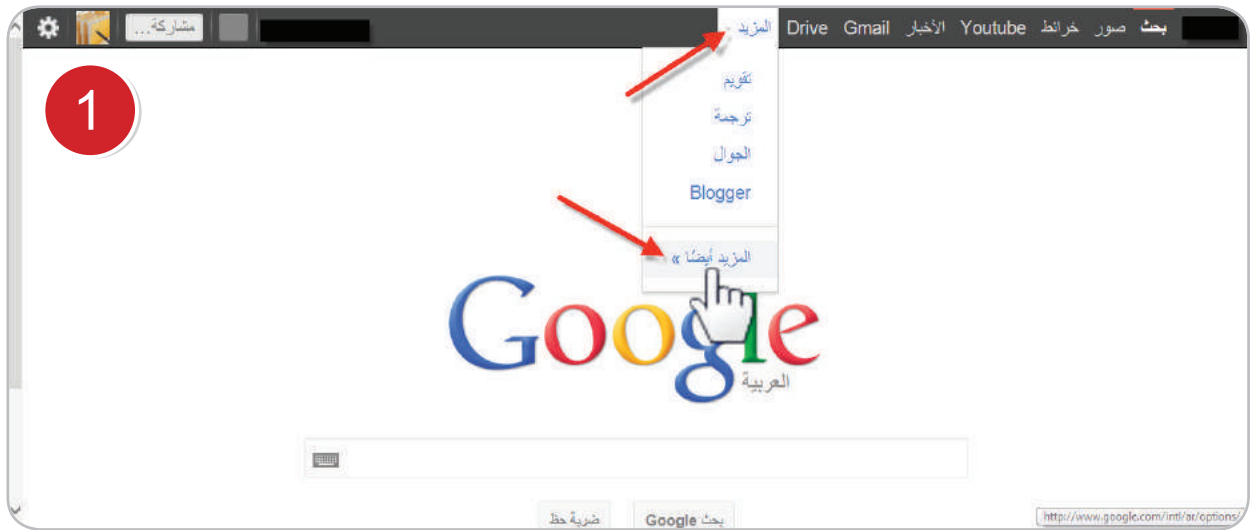 بحث صور خرائط Youtube الأخبار Gmail Drive المزيد
مشاركة...
1
تقويم
ترجمة
الجوال
Blogger
المزيد أيضًا »
Google
العربية
بحث Google
ضربة حظ
http://www.google.com/intl/ar/options/